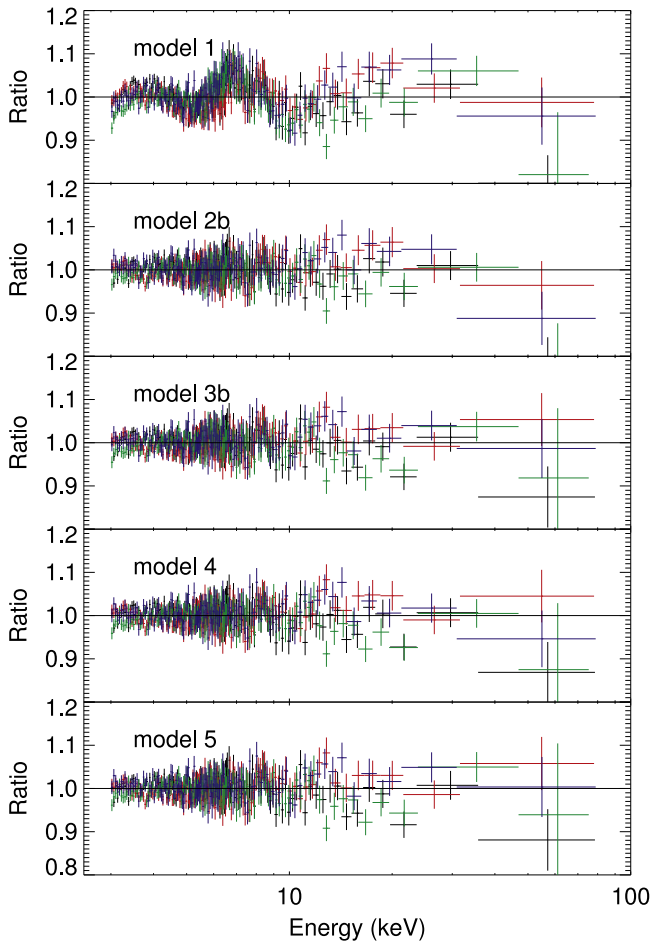 1.2
1.1
1.0
0.9
Ratio
model 1
1.2
1.1
1.0
0.9
Ratio
model 2b
1.2
1.1
1.0
0.9
Ratio
model 3b
1.2
1.1
1.0
0.9
Ratio
model 4
1.2
1.1
1.0
0.9
0.8
Ratio
model 5
10
100
Energy (keV)